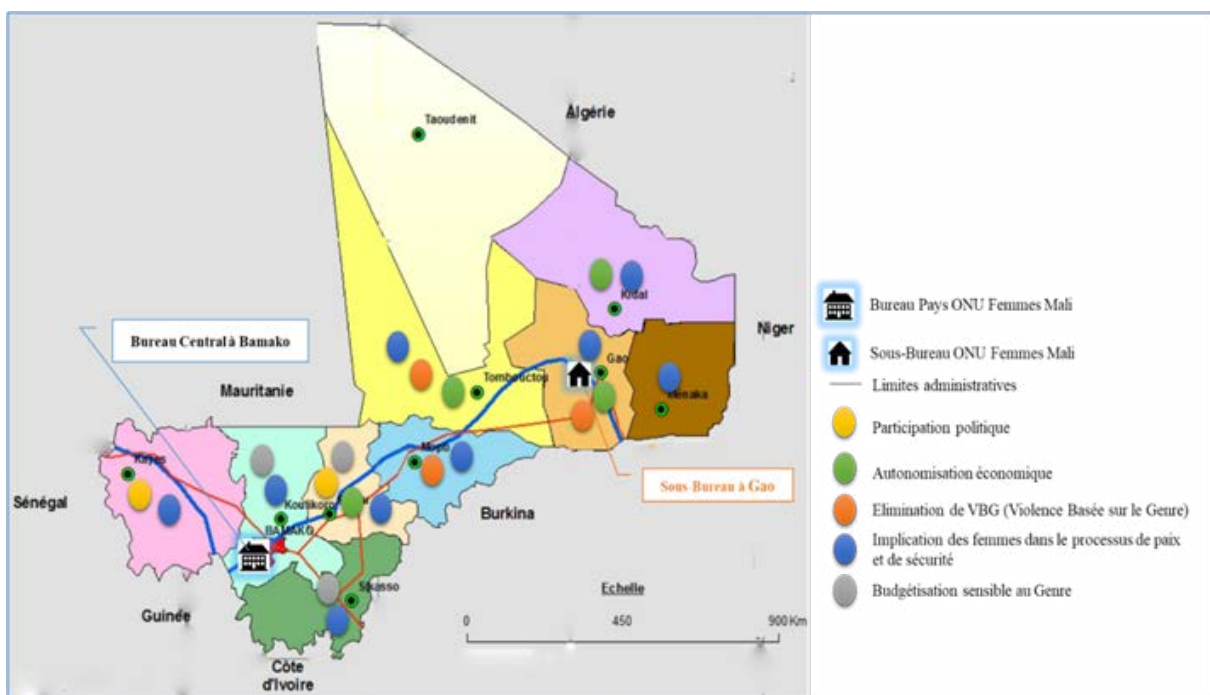 Algérie
Taoudenit
Kidal
Niger
Bureau Central à Bamako
Gao
Tombouctou
Ménaka
Mauritanie
Kayes
Mopti
Sous-Bureau à Gao
Sénégal
Koulikoro
Burkina
BAMAKO
Sikasso
Echelle
Guinée
0 450 900 Km
Côte
d'Ivoire
Bureau Pays ONU Femmes Mali
Sous-Bureau ONU Femmes Mali
Limites administratives
Participation politique
Autonomisation économique
Elimination de VBG (Violence Basée sur le Genre)
Implication des femmes dans le processus de paix
et de sécurité
Budgétisation sensible au Genre